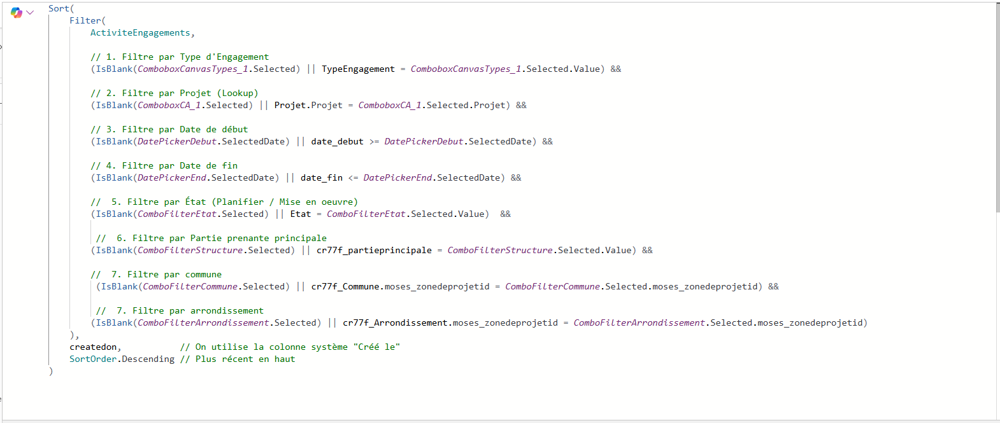 Sort(
Filter(
ActiviteEngagements,
// 1. Filtre par Type d'Engagement
(IsBlank(ComboboxCanvasTypes_1.Selected) || TypeEngagement = ComboboxCanvasTypes_1.Selected.Value) &&
// 2. Filtre par Projet (Lookup)
(IsBlank(ComboboxCA_1.Selected) || Projet.Projet = ComboboxCA_1.Selected.Projet) &&
// 3. Filtre par Date de début
(IsBlank(DatePickerDebut.SelectedDate) || date_debut >= DatePickerDebut.SelectedDate) &&
// 4. Filtre par Date de fin
(IsBlank(DatePickerEnd.SelectedDate) || date_fin <= DatePickerEnd.SelectedDate) &&
//  5. Filtre par État (Planifier / Mise en oeuvre)
(IsBlank(ComboFilterEtat.Selected) || Etat = ComboFilterEtat.Selected.Value)  &&
//  6. Filtre par Partie prenante principale
(IsBlank(ComboFilterStructure.Selected) || cr77f_partieprincipale = ComboFilterStructure.Selected.Value) &&
//  7. Filtre par commune
(IsBlank(ComboFilterCommune.Selected) || cr77f_Commune.moses_zonedeprojetid = ComboFilterCommune.Selected.moses_zonedeprojetid) &&
//  7. Filtre par arrondissement
(IsBlank(ComboFilterArrondissement.Selected) || cr77f_Arrondissement.moses_zonedeprojetid = ComboFilterArrondissement.Selected.moses_zonedeprojetid)
),
createdon, // On utilise la colonne système "Créé le"
SortOrder.Descending // Plus récent en haut
)